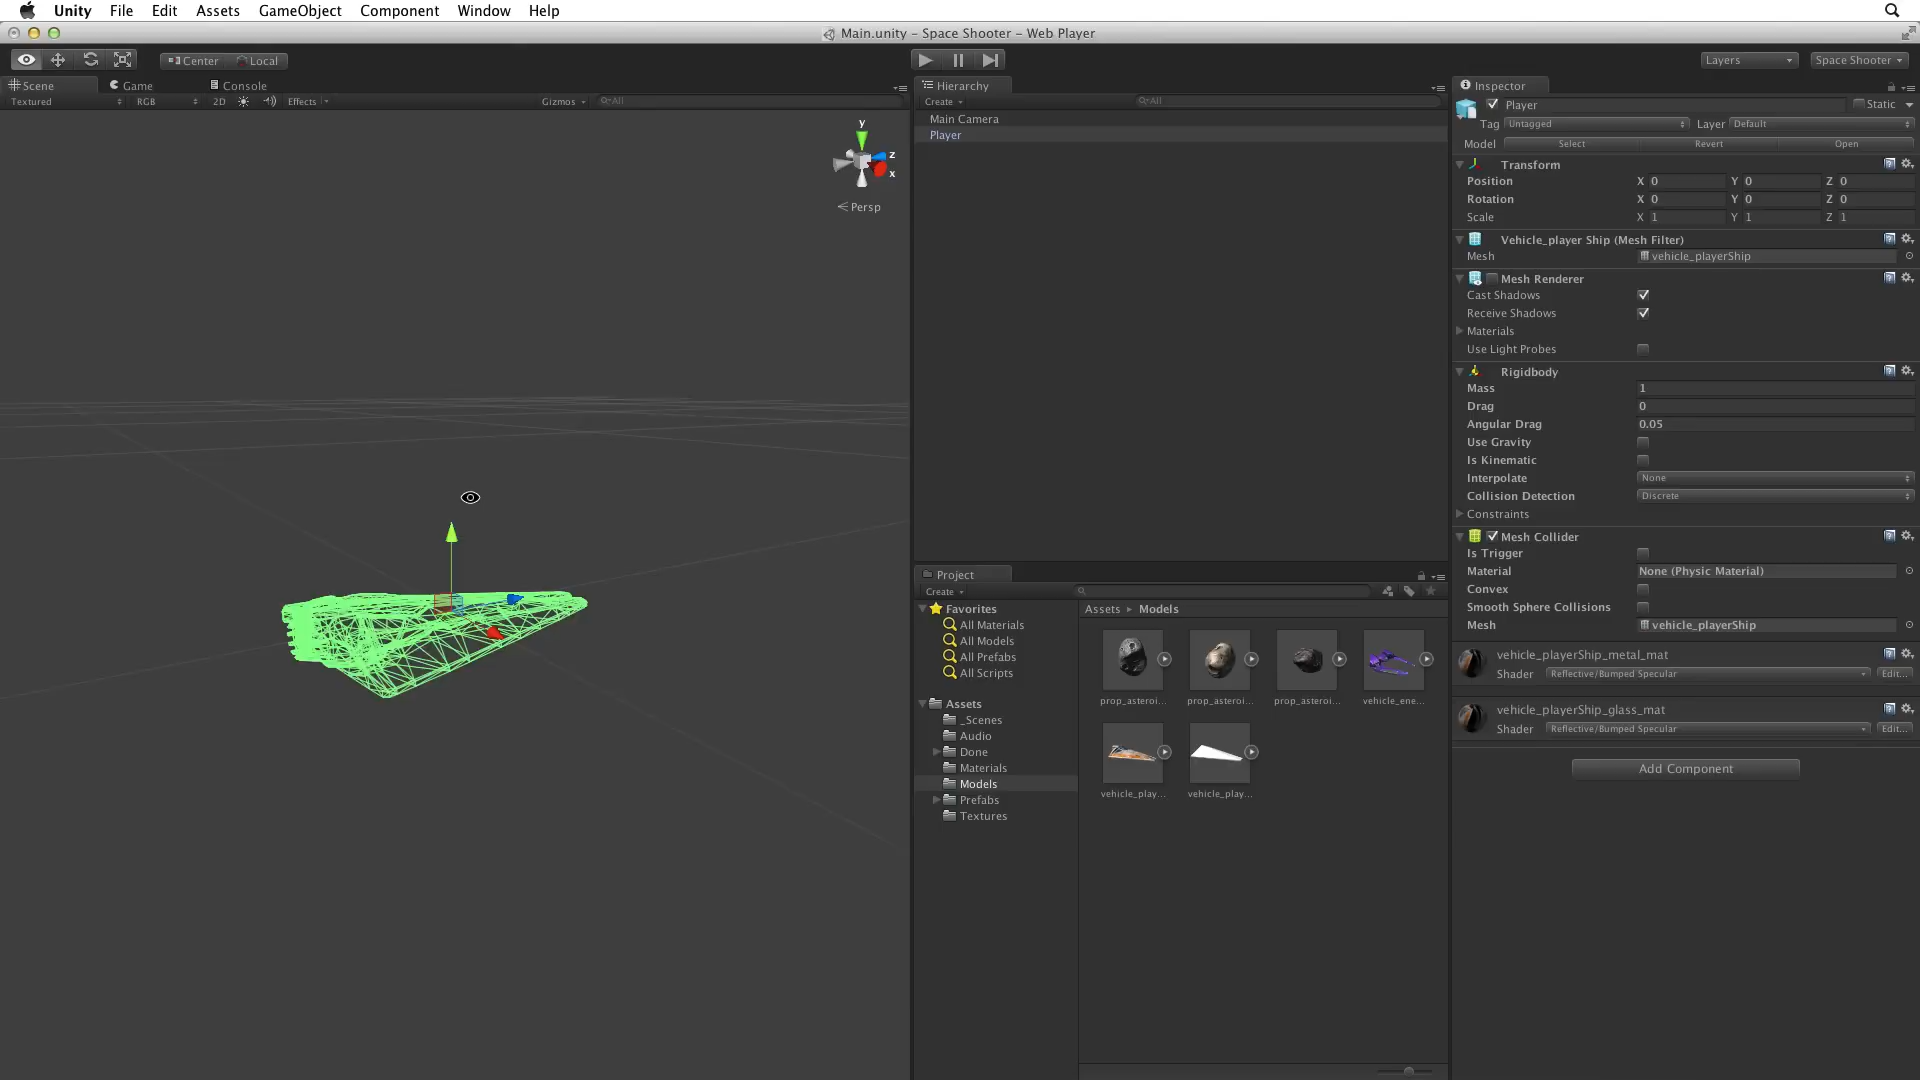 Unity File Edit Assets GameObject Component Window Help
Main.unity – Space Shooter – Web Player
Center Local
Layers
Space Shooter
Scene Game Console
Textured RGB 2D Effects Gizmos All
y
z
x
Persp
Hierarchy
Create All
Main Camera
Player
Project
Create
Favorites
All Materials
All Models
All Prefabs
All Scripts
Assets
_Scenes
Audio
Done
Materials
Models
Prefabs
Textures
Assets Models
prop_asteroi... prop_asteroi... prop_asteroi... vehicle_ene...
vehicle_play... vehicle_play...
Inspector
Player Static
Tag Untagged Layer Default
Model Select Revert Open
Transform
Position X 0 Y 0 Z 0
Rotation X 0 Y 0 Z 0
Scale X 1 Y 1 Z 1
Vehicle_player Ship (Mesh Filter)
Mesh vehicle_playerShip
Mesh Renderer
Cast Shadows
Receive Shadows
Materials
Use Light Probes
Rigidbody
Mass 1
Drag 0
Angular Drag 0.05
Use Gravity
Is Kinematic
Interpolate None
Collision Detection Discrete
Constraints
Mesh Collider
Is Trigger
Material None (Physic Material)
Convex
Smooth Sphere Collisions
Mesh vehicle_playerShip
vehicle_playerShip_metal_mat
Shader Reflective/Bumped Specular Edit...
vehicle_playerShip_glass_mat
Shader Reflective/Bumped Specular Edit...
Add Component